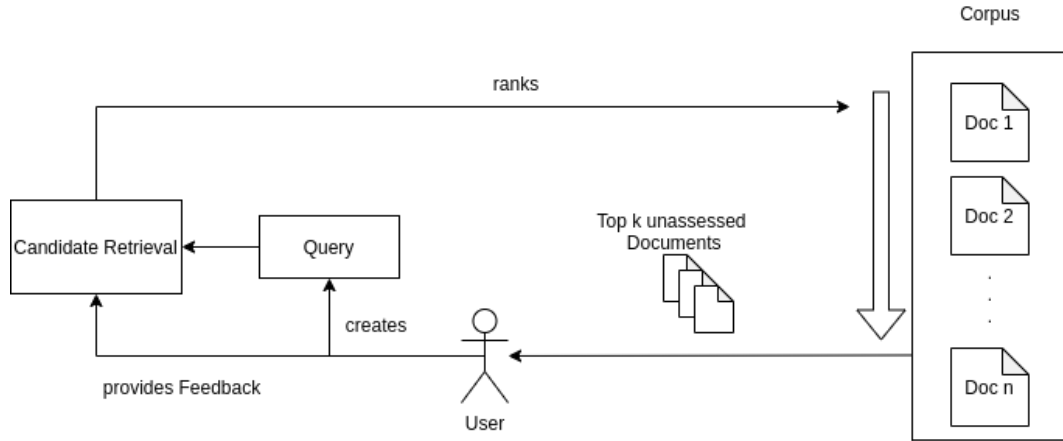 Corpus
ranks
Doc 1
Doc 2
Top k unassessed
Documents
Candidate Retrieval
Query
.
.
.
creates
provides Feedback
User
Doc n